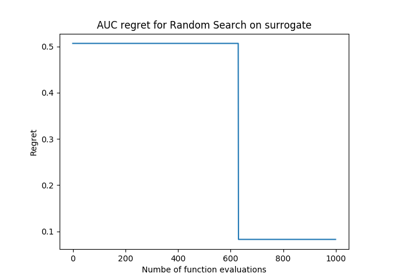 AUC regret for Random Search on surrogate
0.5
0.4
0.3
0.2
0.1
Regret
0 200 400 600 800 1000
Numbe of function evaluations